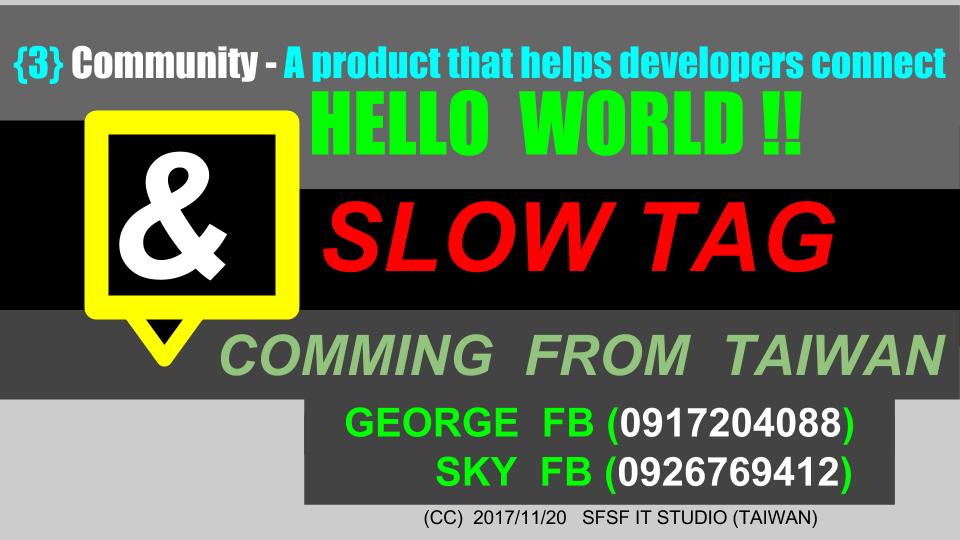 {3} Community - A product that helps developers connect
HELLO WORLD !!
&
SLOW TAG
COMMING FROM TAIWAN
GEORGE FB (0917204088)
SKY FB (0926769412)
(CC) 2017/11/20 SFSF IT STUDIO (TAIWAN)